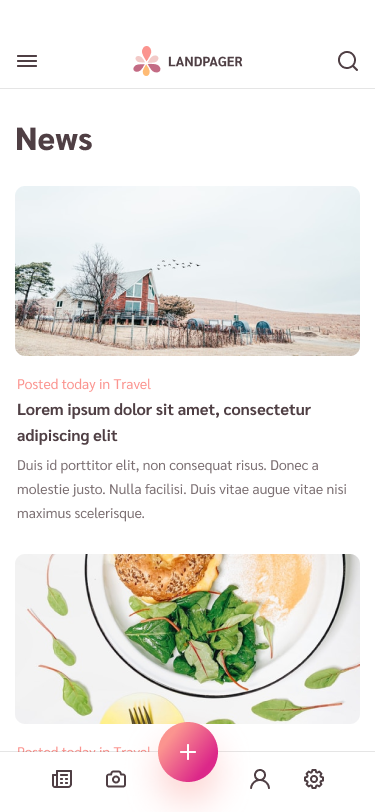 LANDPAGER
News
Posted today in Travel
Lorem ipsum dolor sit amet, consectetur
adipiscing elit
Duis id porttitor elit, non consequat risus. Donec a
molestie justo. Nulla facilisi. Duis vitae augue vitae nisi
maximus scelerisque.
Posted today in Travel